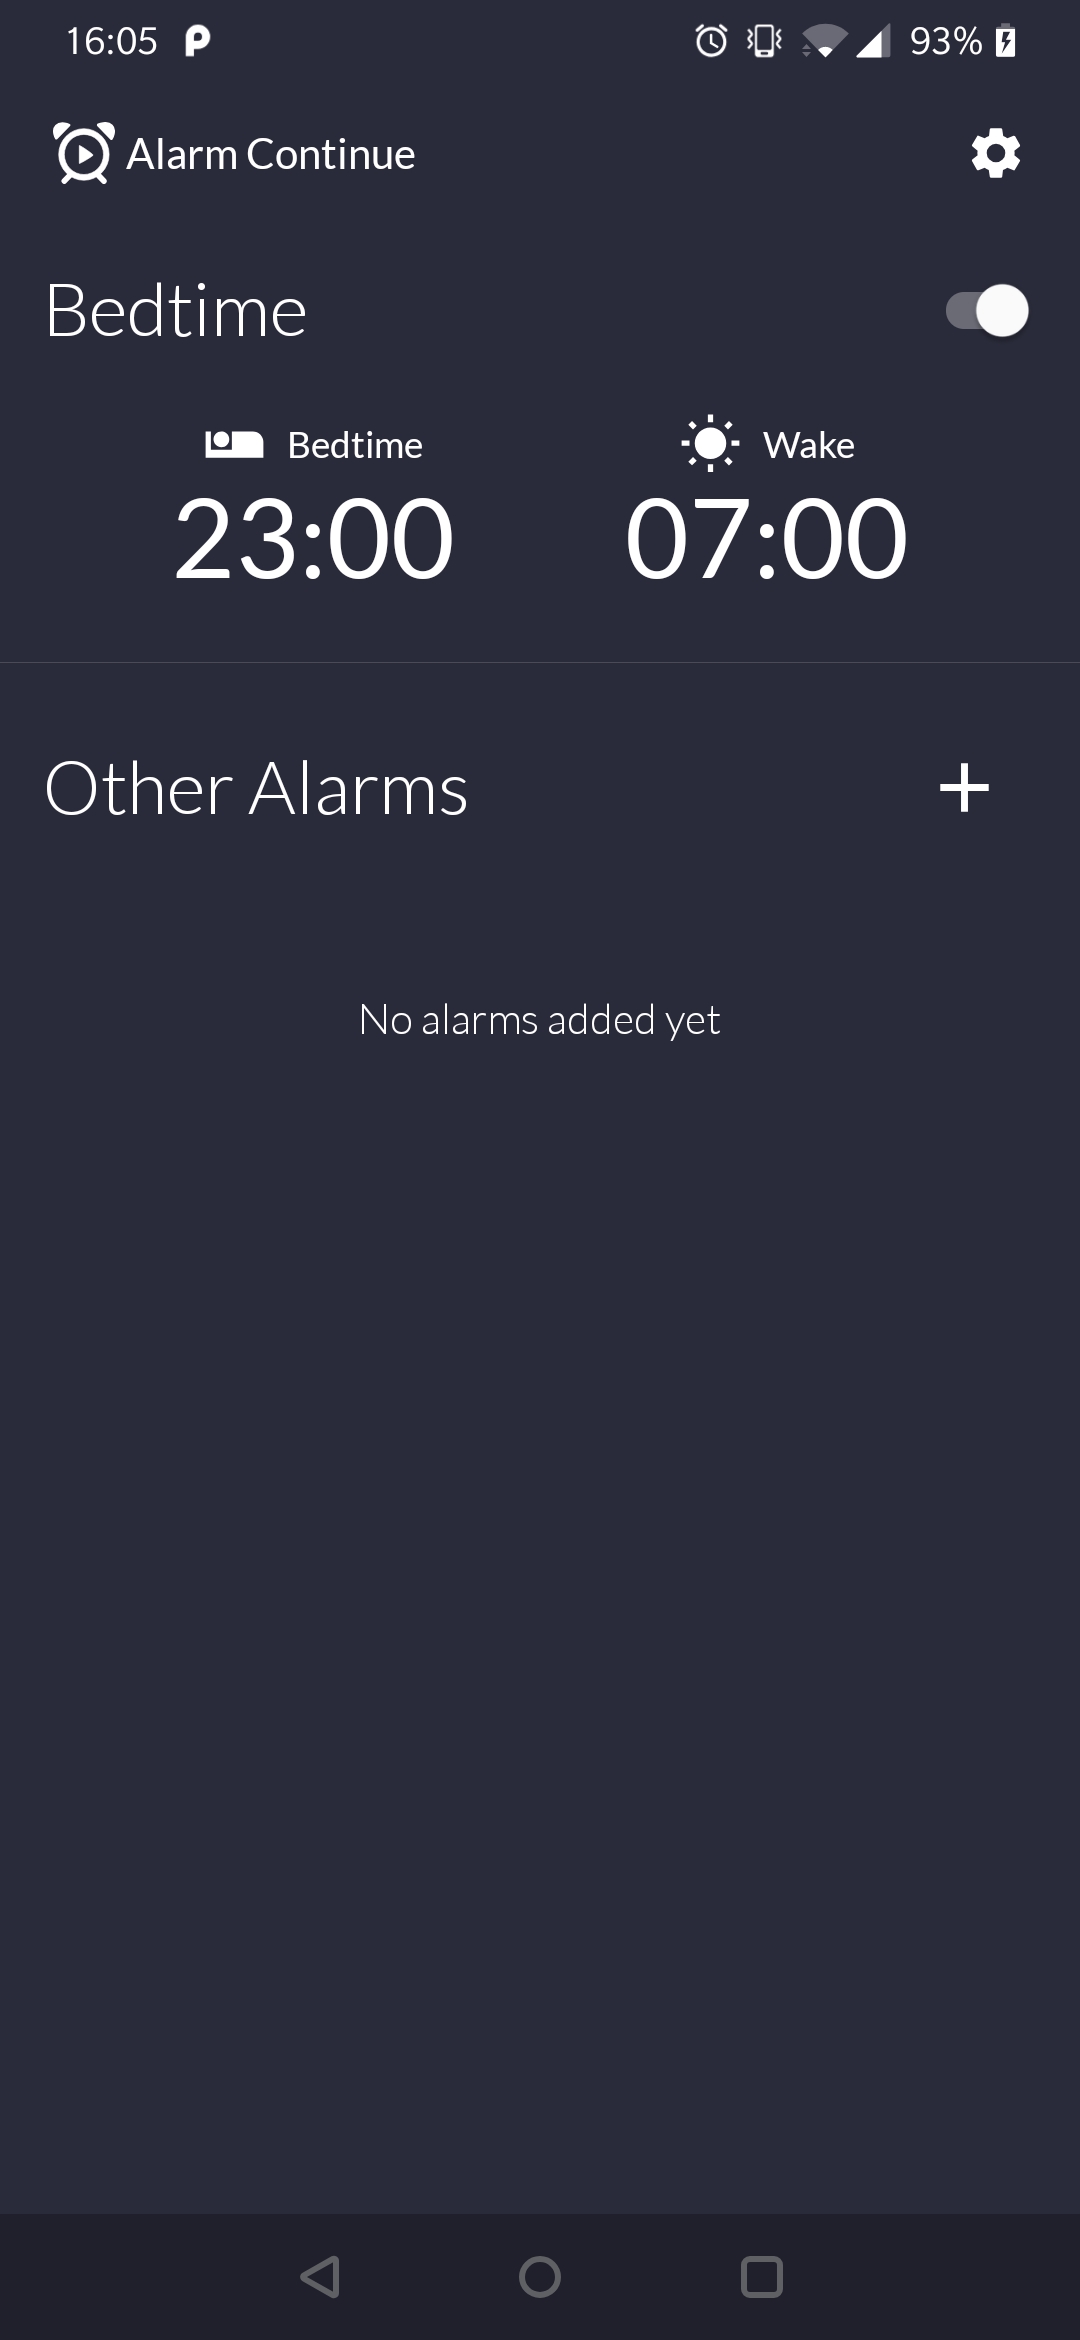 16:05 93%
Alarm Continue
Bedtime
Bedtime Wake
23:00 07:00
Other Alarms
No alarms added yet